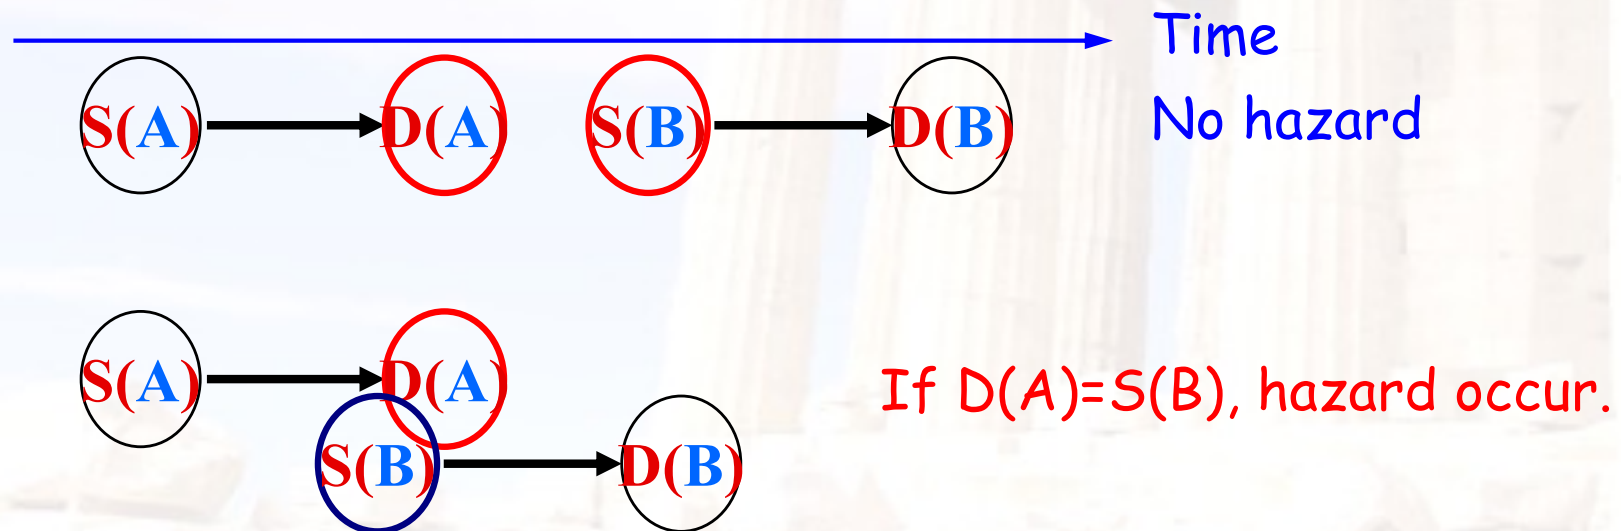 Time
S(A) D(A) S(B) D(B) No hazard
S(A) D(A) If D(A)=S(B), hazard occur.
S(B) D(B)